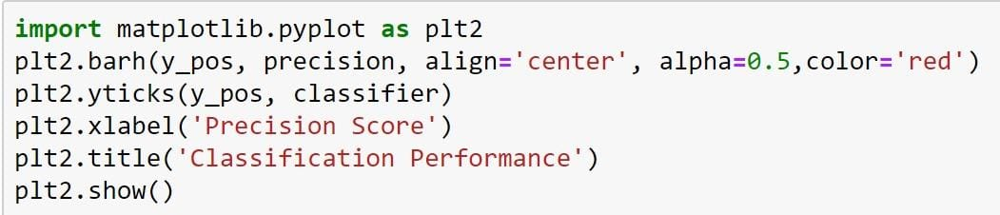 import matplotlib.pyplot as plt2
plt2.barh(y_pos, precision, align='center', alpha=0.5,color='red')
plt2.yticks(y_pos, classifier)
plt2.xlabel('Precision Score')
plt2.title('Classification Performance')
plt2.show()